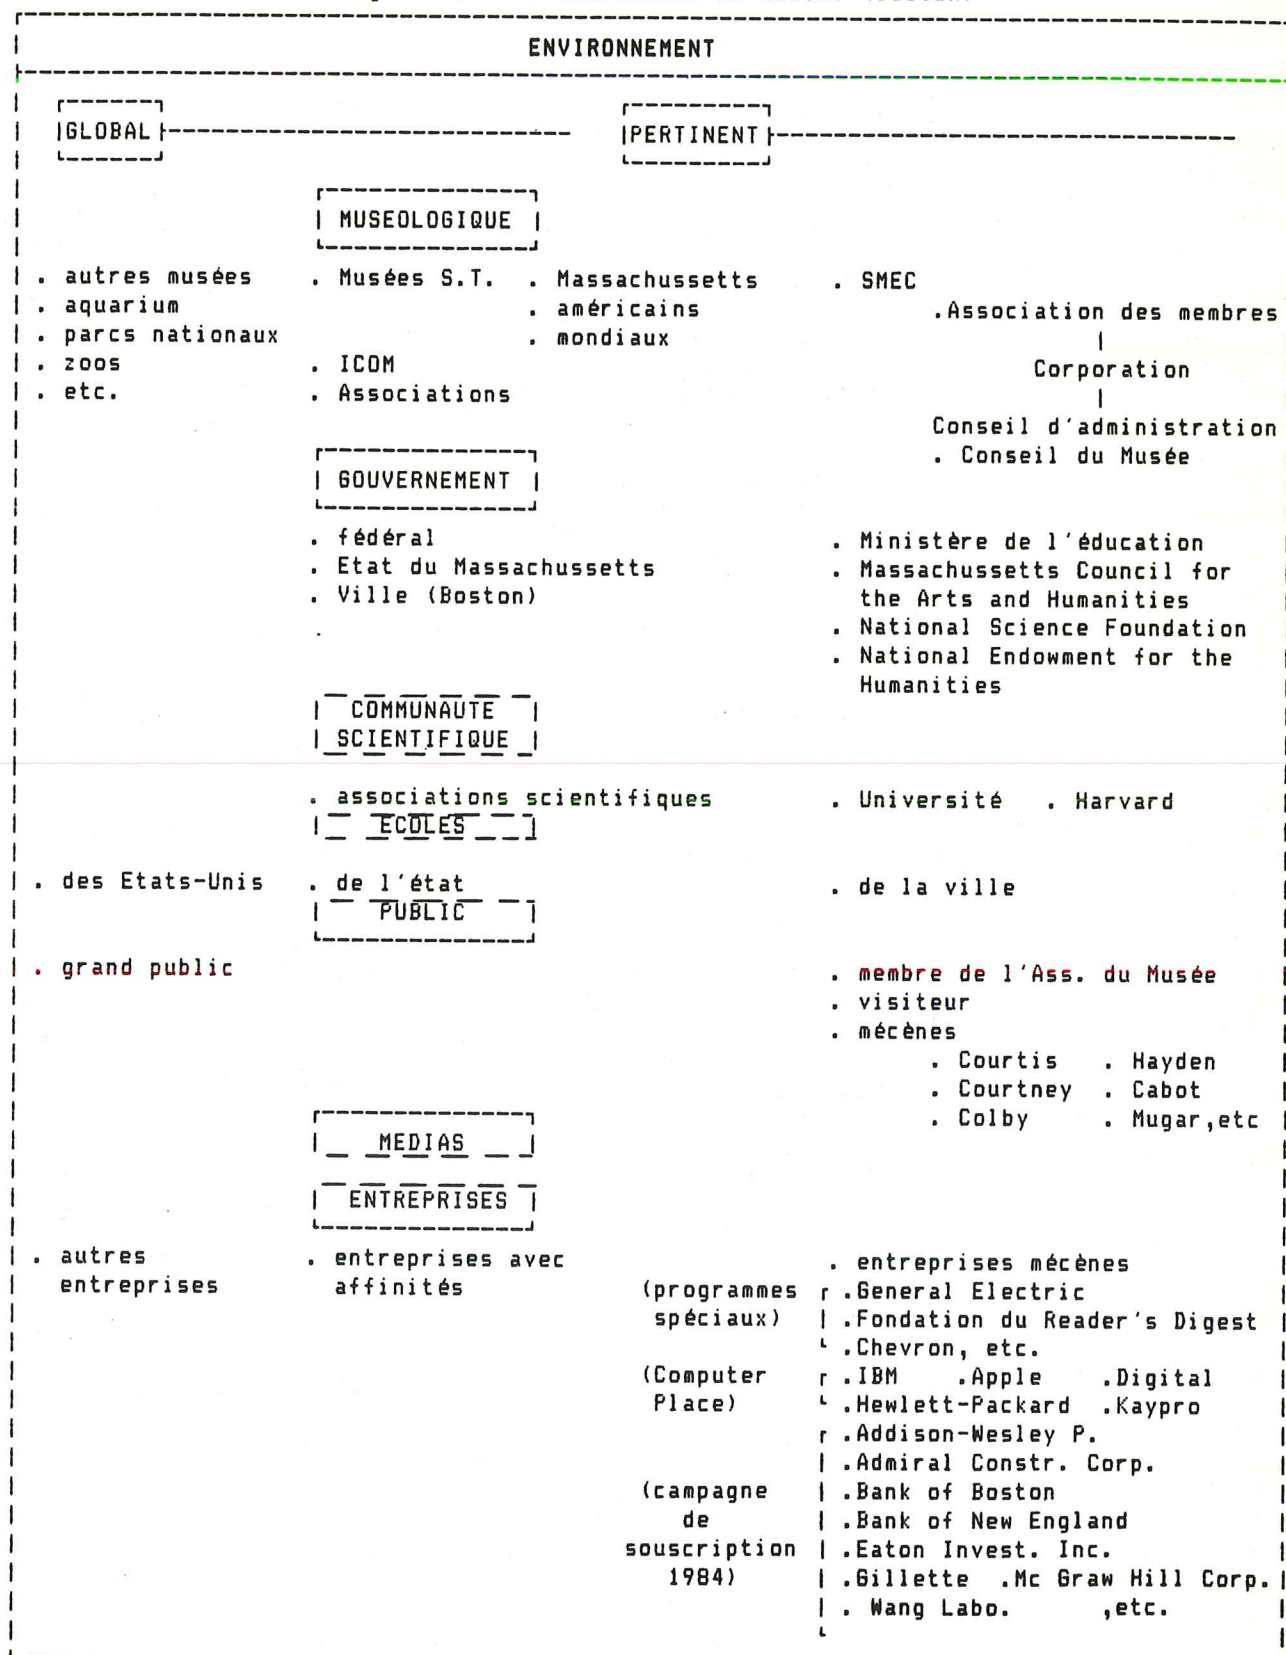 ENVIRONNEMENT
GLOBAL PERTINENT
MUSEOLOGIQUE
. autres musées . Musées S.T. . Massachussetts . SMEC
. aquarium . américains .Association des membres
. parcs nationaux . mondiaux
. zoos . ICOM Corporation
. etc. . Associations
Conseil d'administration
. Conseil du Musée
GOUVERNEMENT
. fédéral . Ministère de l'éducation
. Etat du Massachussetts . Massachussetts Council for
. Ville (Boston) the Arts and Humanities
. . National Science Foundation
. National Endowment for the
Humanities
COMMUNAUTE
SCIENTIFIQUE
. associations scientifiques . Université . Harvard
ECOLES
. des Etats-Unis . de l'état . de la ville
PUBLIC
. grand public . membre de l'Ass. du Musée
. visiteur
. mécènes
. Courtis . Hayden
. Courtney . Cabot
. Colby . Mugar,etc
MEDIAS
ENTREPRISES
. autres . entreprises avec . entreprises mécènes
entreprises affinités (programmes .General Electric
spéciaux) .Fondation du Reader's Digest
.Chevron, etc.
(Computer .IBM .Apple .Digital
Place) .Hewlett-Packard .Kaypro
.Addison-Wesley P.
.Admiral Constr. Corp.
(campagne .Bank of Boston
de .Bank of New England
souscription .Eaton Invest. Inc.
1984) .Gillette .Mc Graw Hill Corp.
. Wang Labo. ,etc.